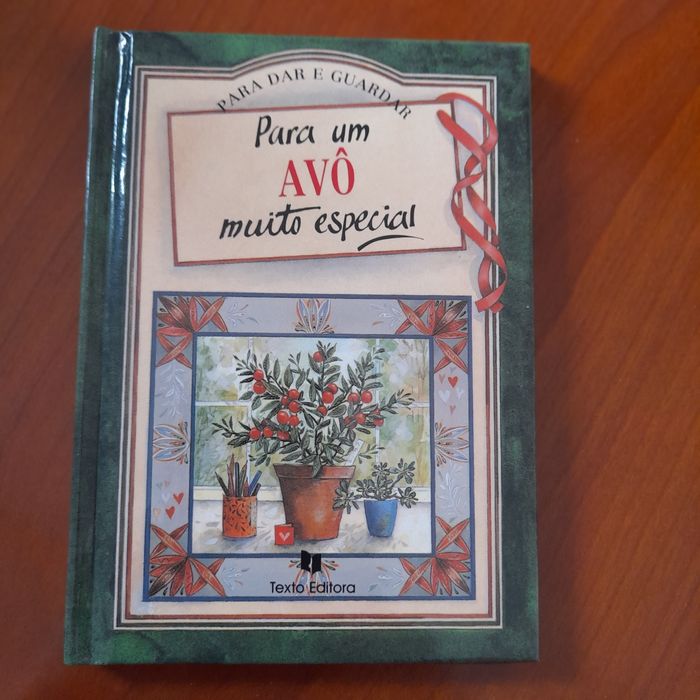 PARA DAR E GUARDAR
Para um
AVÔ
muito especial
Texto Editora